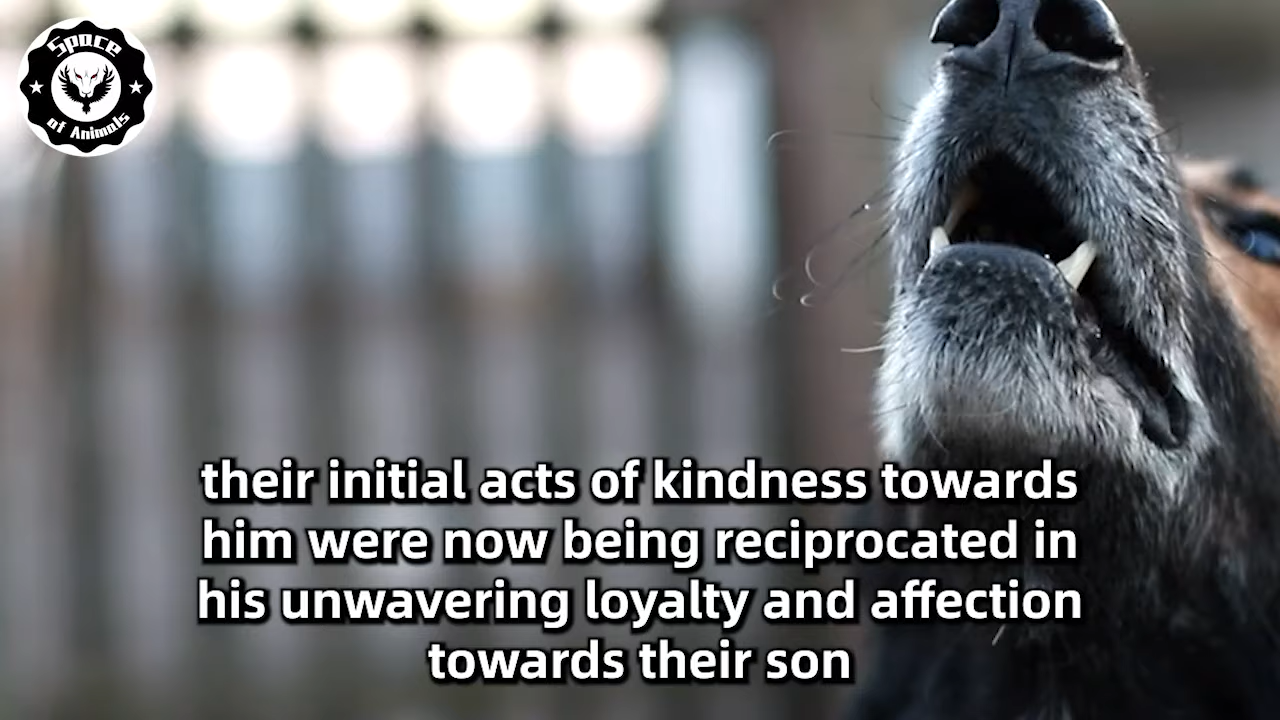 Space
of Animals
their initial acts of kindness towards
him were now being reciprocated in
his unwavering loyalty and affection
towards their son